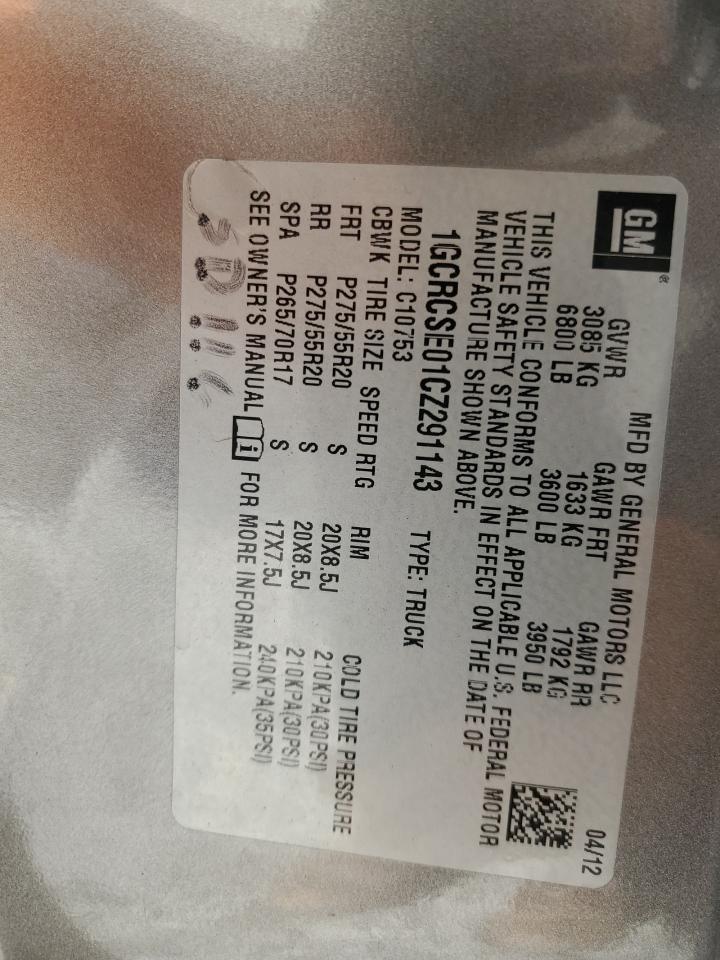 GM®
MFD BY GENERAL MOTORS LLC 04/12
GVWR GAWR FRT GAWR RR
3085 KG 1633 KG 1792 KG
6800 LB 3600 LB 3950 LB
THIS VEHICLE CONFORMS TO ALL APPLICABLE U.S. FEDERAL MOTOR
VEHICLE SAFETY STANDARDS IN EFFECT ON THE DATE OF
MANUFACTURE SHOWN ABOVE.
1GCRCSE01CZ291143 TYPE: TRUCK
MODEL: C10753
CBWK TIRE SIZE SPEED RTG RIM COLD TIRE PRESSURE
FRT P275/55R20 S 20X8.5J 210KPA(30PSI)
RR P275/55R20 S 20X8.5J 210KPA(30PSI)
SPA P265/70R17 S 17X7.5J 240KPA(35PSI)
SEE OWNER'S MANUAL i FOR MORE INFORMATION.